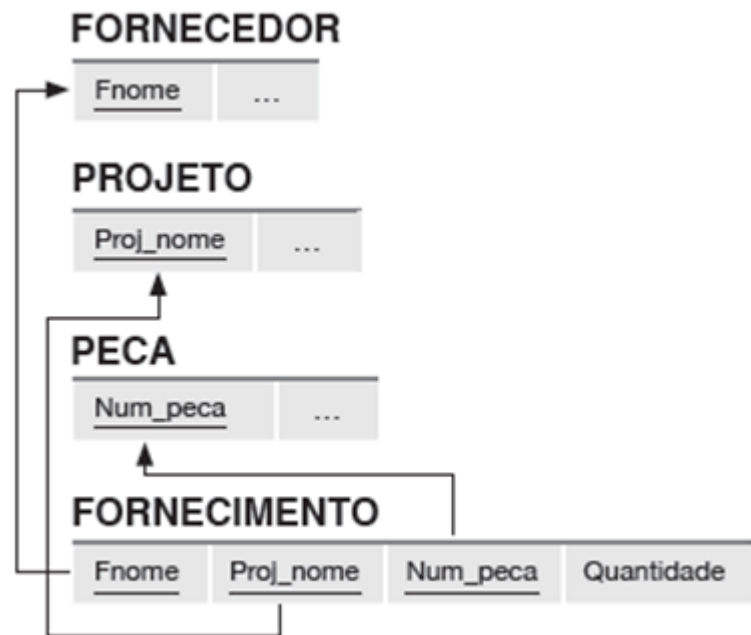 FORNECEDOR
Fnome ...
PROJETO
Proj_nome ...
PECA
Num_peca ...
FORNECIMENTO
Fnome Proj_nome Num_peca Quantidade